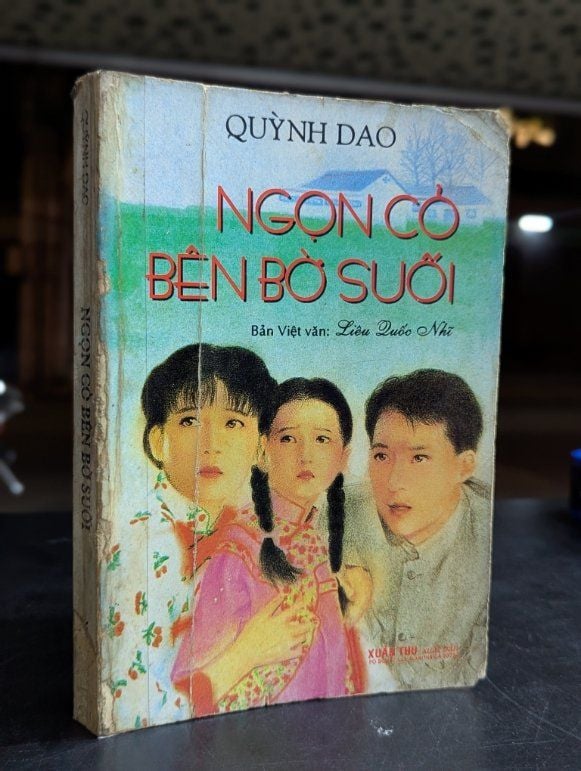 QUỲNH DAO
NGỌN CỎ
BÊN BỜ SUỐI
Bản Việt văn: Liêu Quốc Nhĩ
XUÂN THU
QUỲNH DAO
NGỌN CỎ BÊN BỜ SUỐI